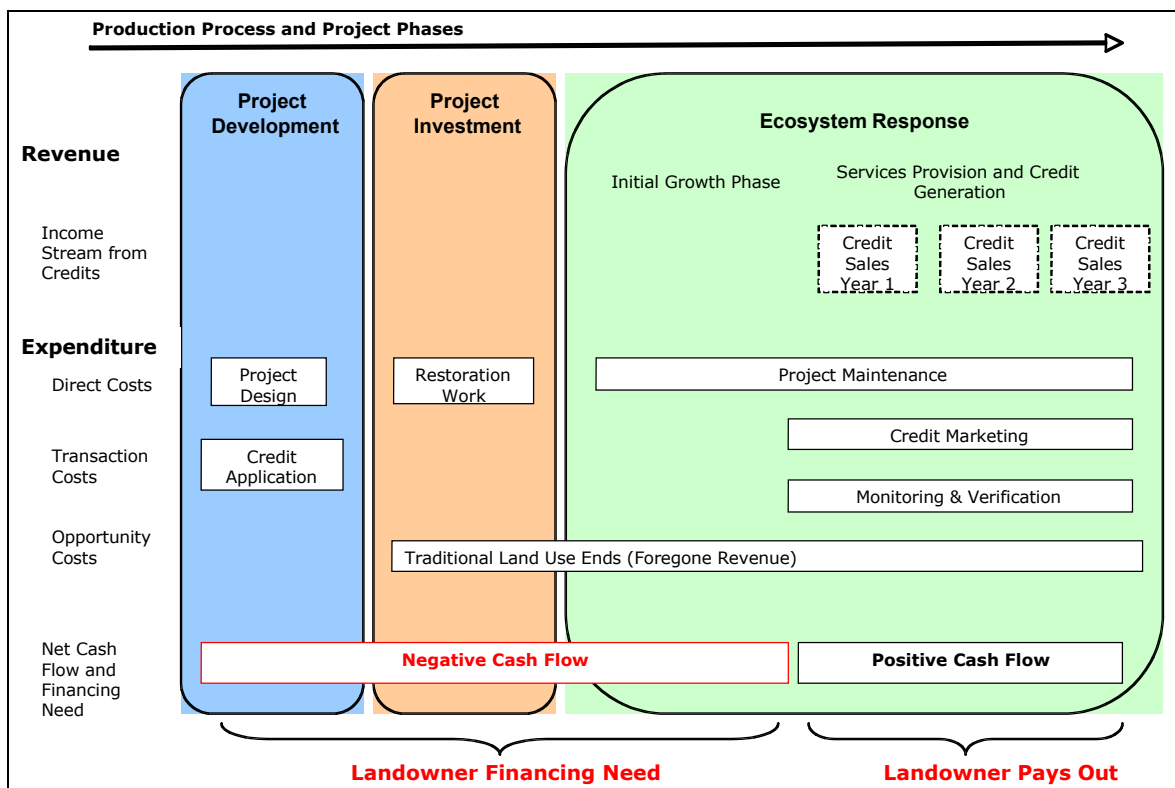 Production Process and Project Phases
Project
Development
Project
Investment
Ecosystem Response
Revenue
Initial Growth Phase
Services Provision and Credit
Generation
Income
Stream from
Credits
Credit
Sales
Year 1
Credit
Sales
Year 2
Credit
Sales
Year 3
Expenditure
Direct Costs
Project
Design
Restoration
Work
Project Maintenance
Transaction
Costs
Credit
Application
Credit Marketing
Monitoring & Verification
Opportunity
Costs
Traditional Land Use Ends (Foregone Revenue)
Net Cash
Flow and
Financing
Need
Negative Cash Flow
Positive Cash Flow
Landowner Financing Need
Landowner Pays Out